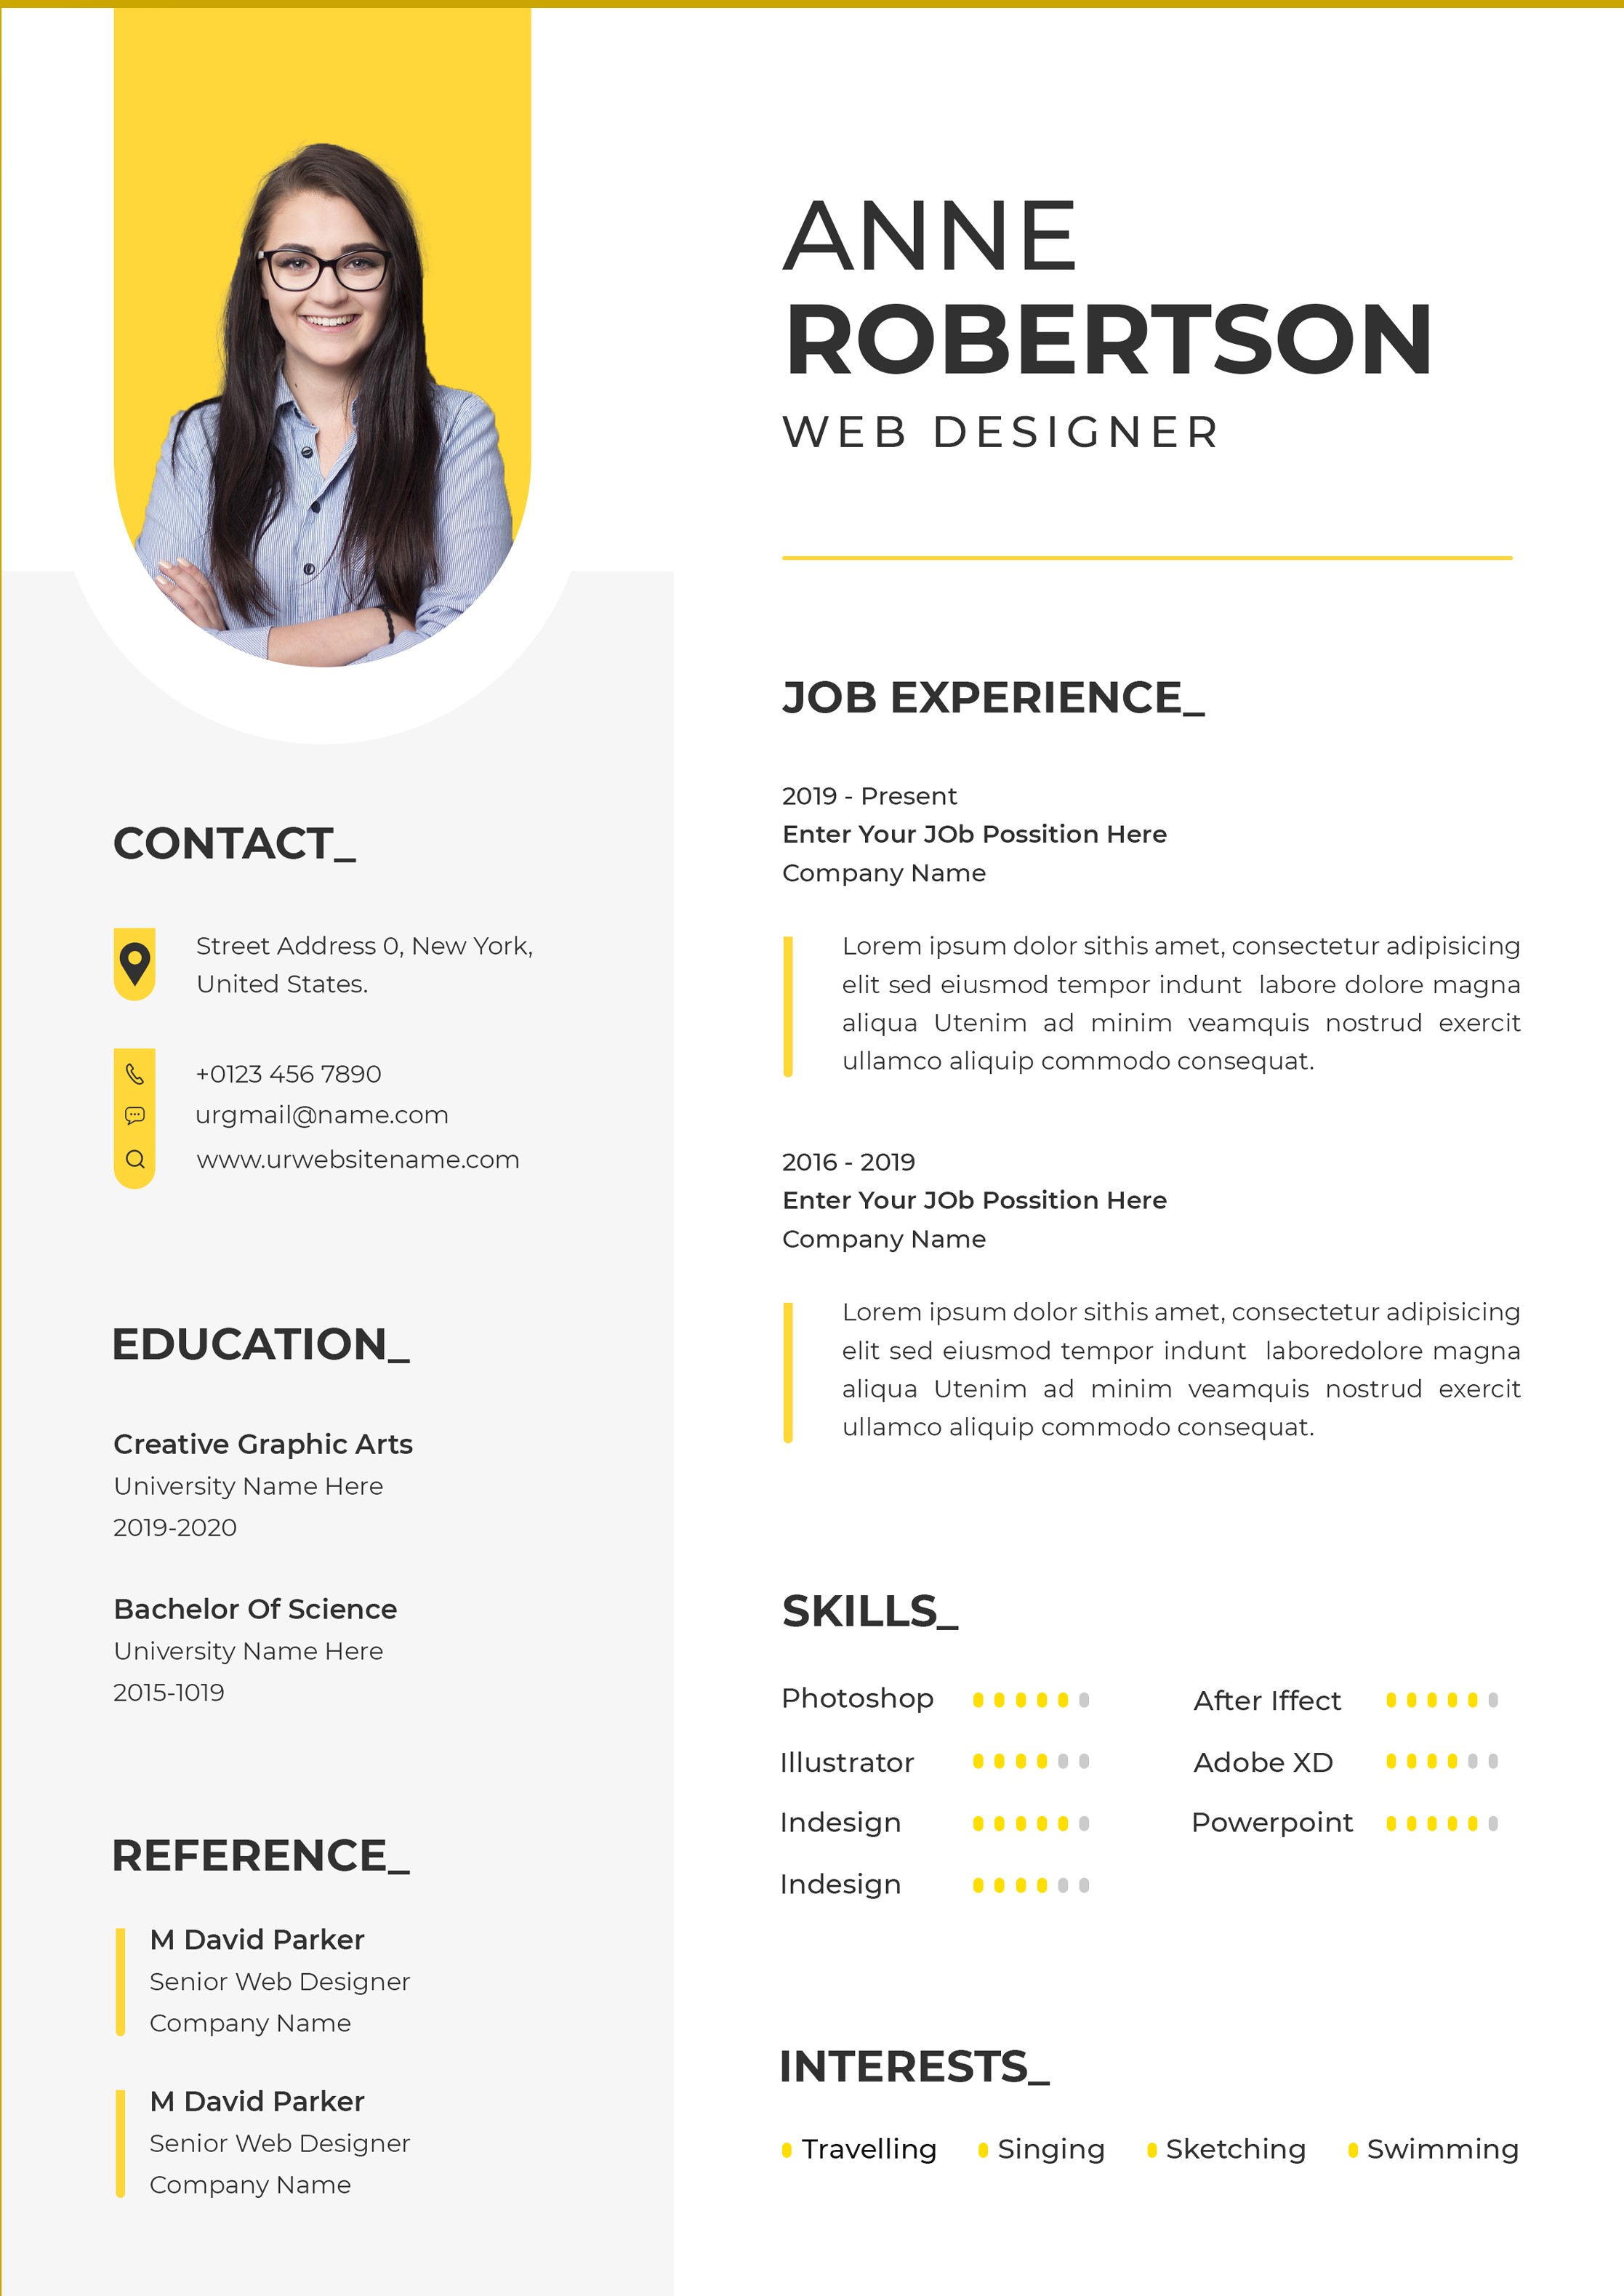 ANNE
ROBERTSON
WEB DESIGNER
CONTACT_
Street Address 0, New York,
United States.
+0123 456 7890
urgmail@name.com
www.urwebsitename.com
EDUCATION_
Creative Graphic Arts
University Name Here
2019-2020
Bachelor Of Science
University Name Here
2015-1019
REFERENCE_
M David Parker
Senior Web Designer
Company Name
M David Parker
Senior Web Designer
Company Name
JOB EXPERIENCE_
2019 - Present
Enter Your JOb Possition Here
Company Name
Lorem ipsum dolor sithis amet, consectetur adipisicing
elit sed eiusmod tempor indunt labore dolore magna
aliqua Utenim ad minim veamquis nostrud exercit
ullamco aliquip commodo consequat.
2016 - 2019
Enter Your JOb Possition Here
Company Name
Lorem ipsum dolor sithis amet, consectetur adipisicing
elit sed eiusmod tempor indunt laboredolore magna
aliqua Utenim ad minim veamquis nostrud exercit
ullamco aliquip commodo consequat.
SKILLS_
Photoshop
Illustrator
Indesign
Indesign
After Iffect
Adobe XD
Powerpoint
INTERESTS_
Travelling Singing Sketching Swimming